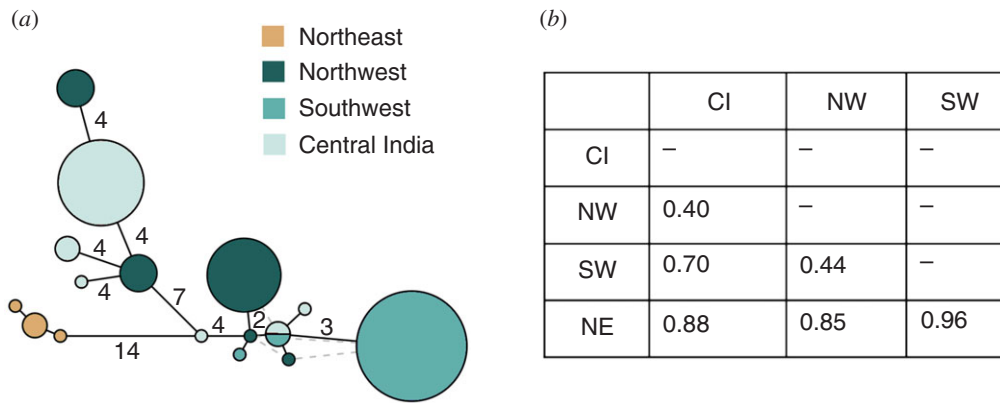 (a)
Northeast
Northwest
Southwest
Central India
4
4
4
4
7
14
4
2
3
(b)
CI NW SW
CI – – –
NW 0.40 – –
SW 0.70 0.44 –
NE 0.88 0.85 0.96